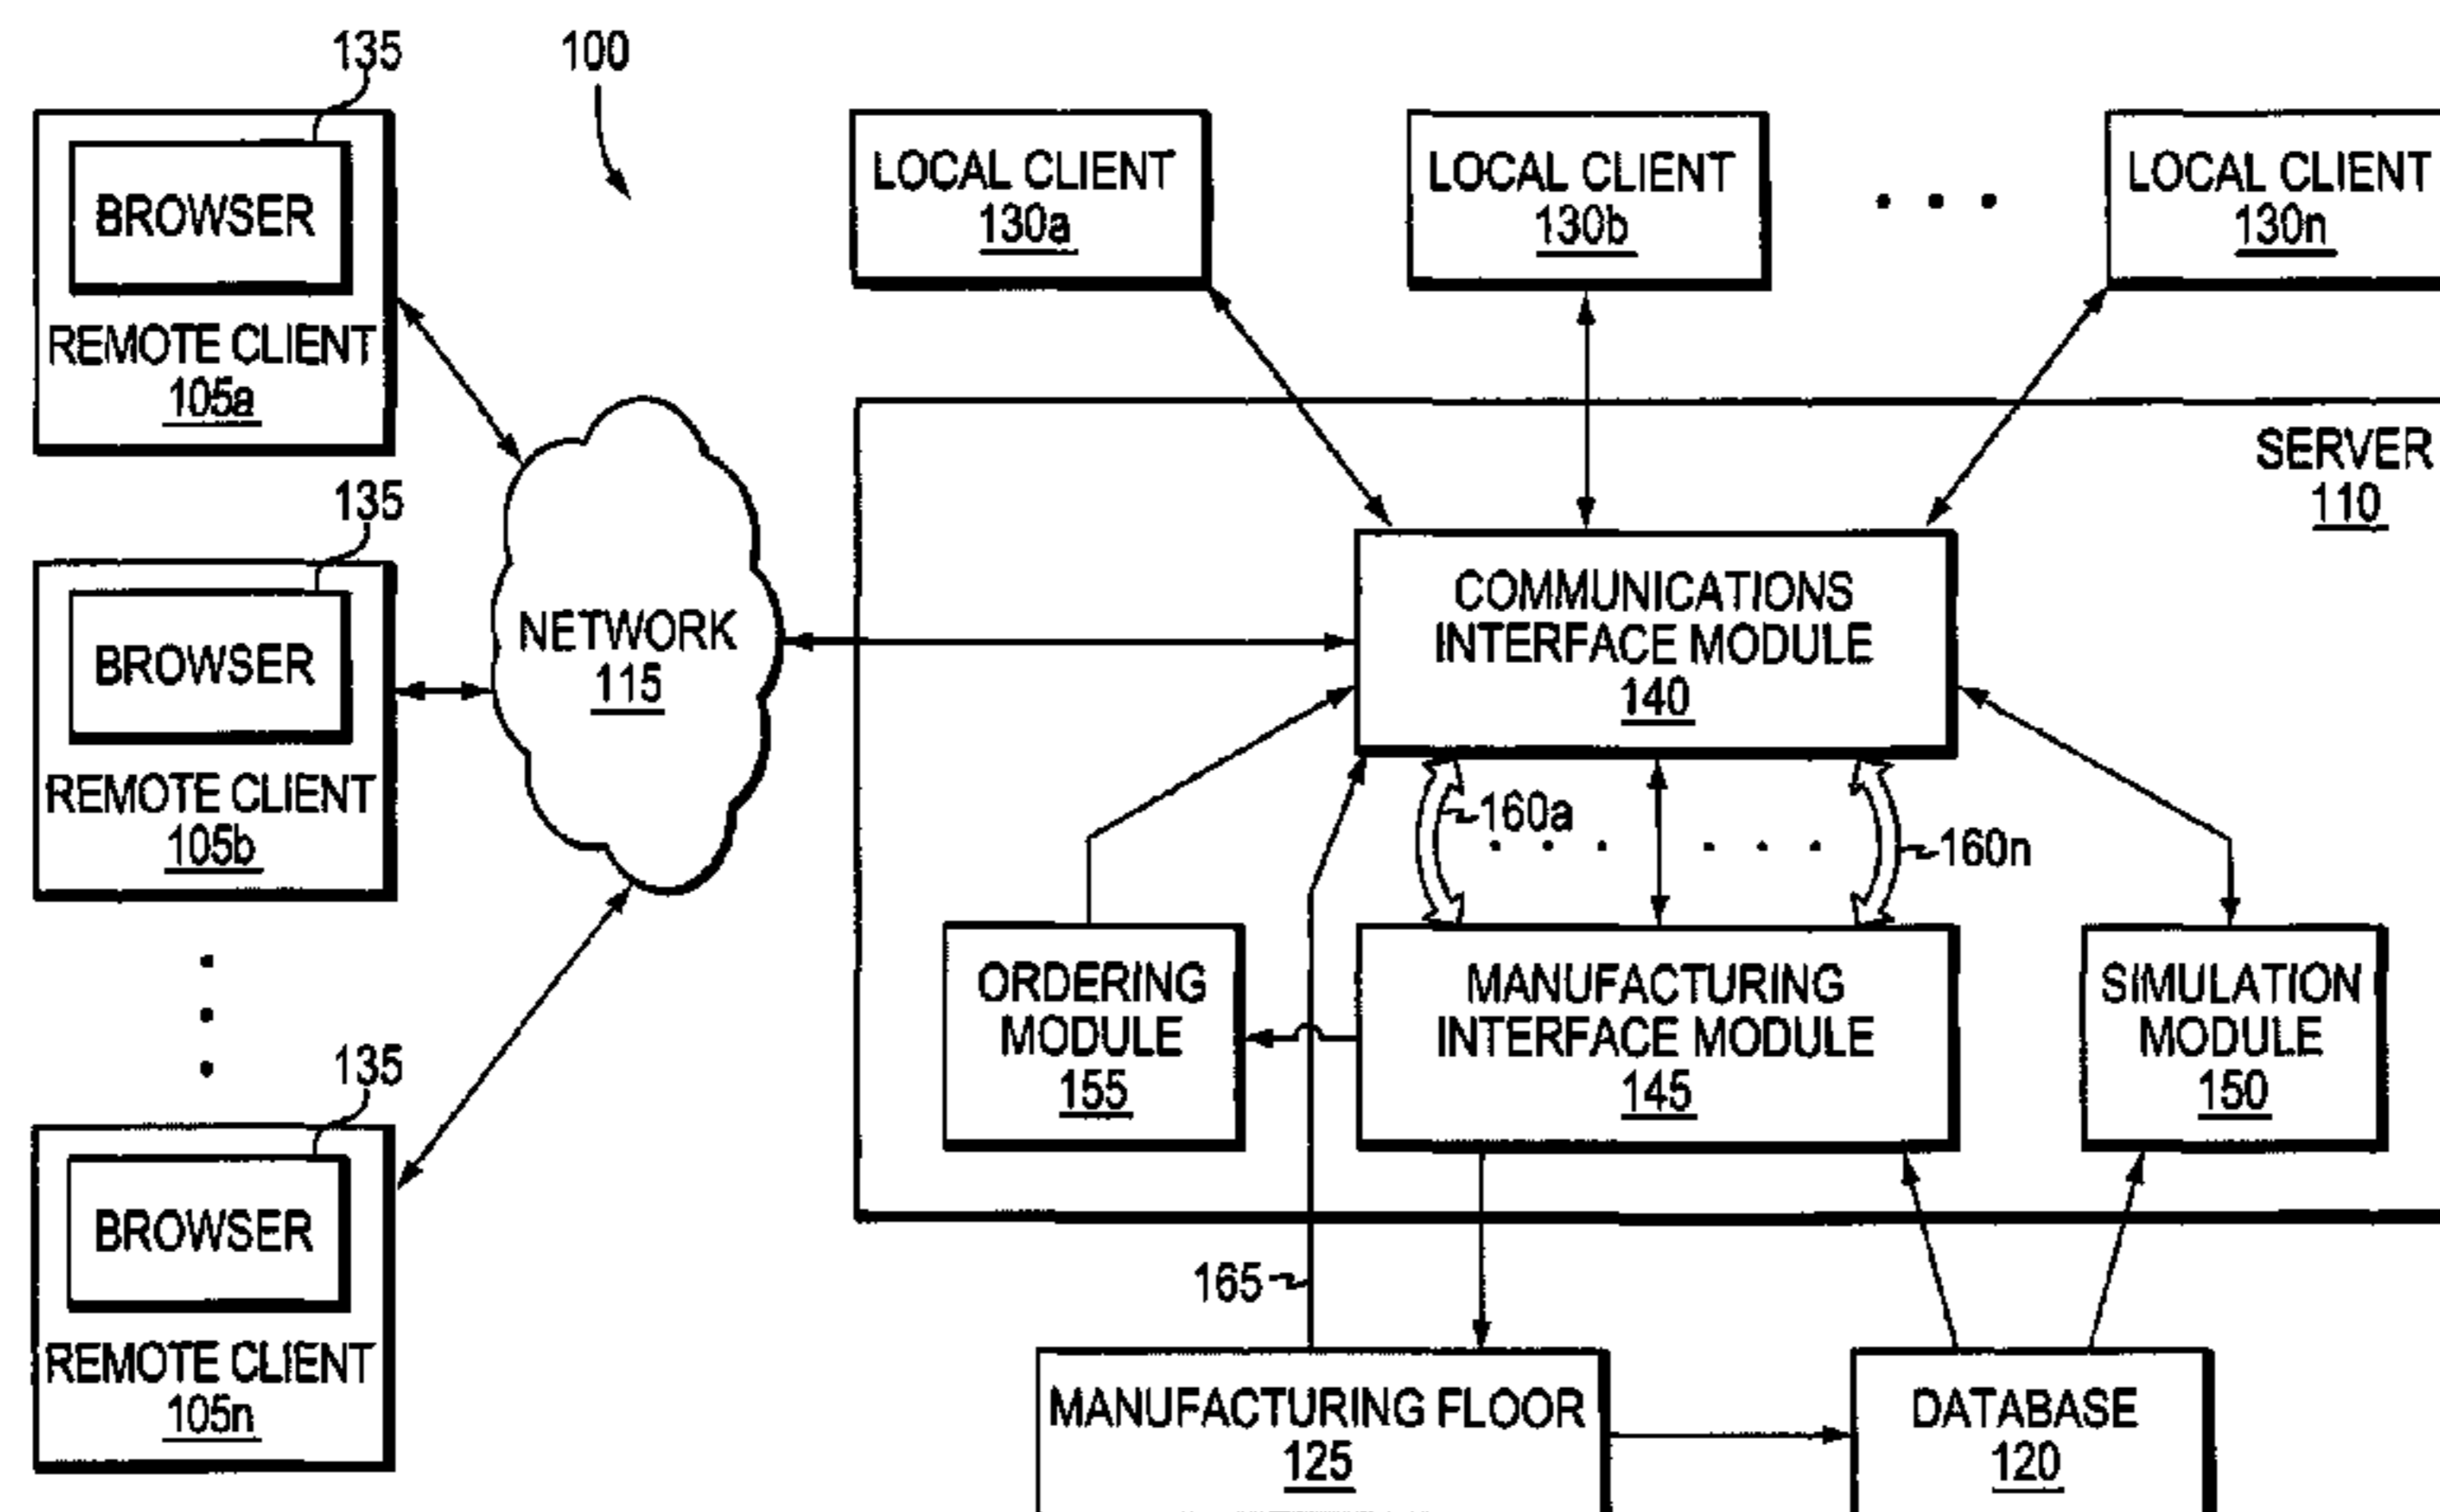 135
100
BROWSER
REMOTE CLIENT
105a
LOCAL CLIENT
130a
LOCAL CLIENT
130b
LOCAL CLIENT
130n
135
BROWSER
REMOTE CLIENT
105b
NETWORK
115
SERVER
110
COMMUNICATIONS
INTERFACE MODULE
140
160a
160n
ORDERING
MODULE
155
MANUFACTURING
INTERFACE MODULE
145
SIMULATION
MODULE
150
135
BROWSER
REMOTE CLIENT
105n
165
MANUFACTURING FLOOR
125
DATABASE
120